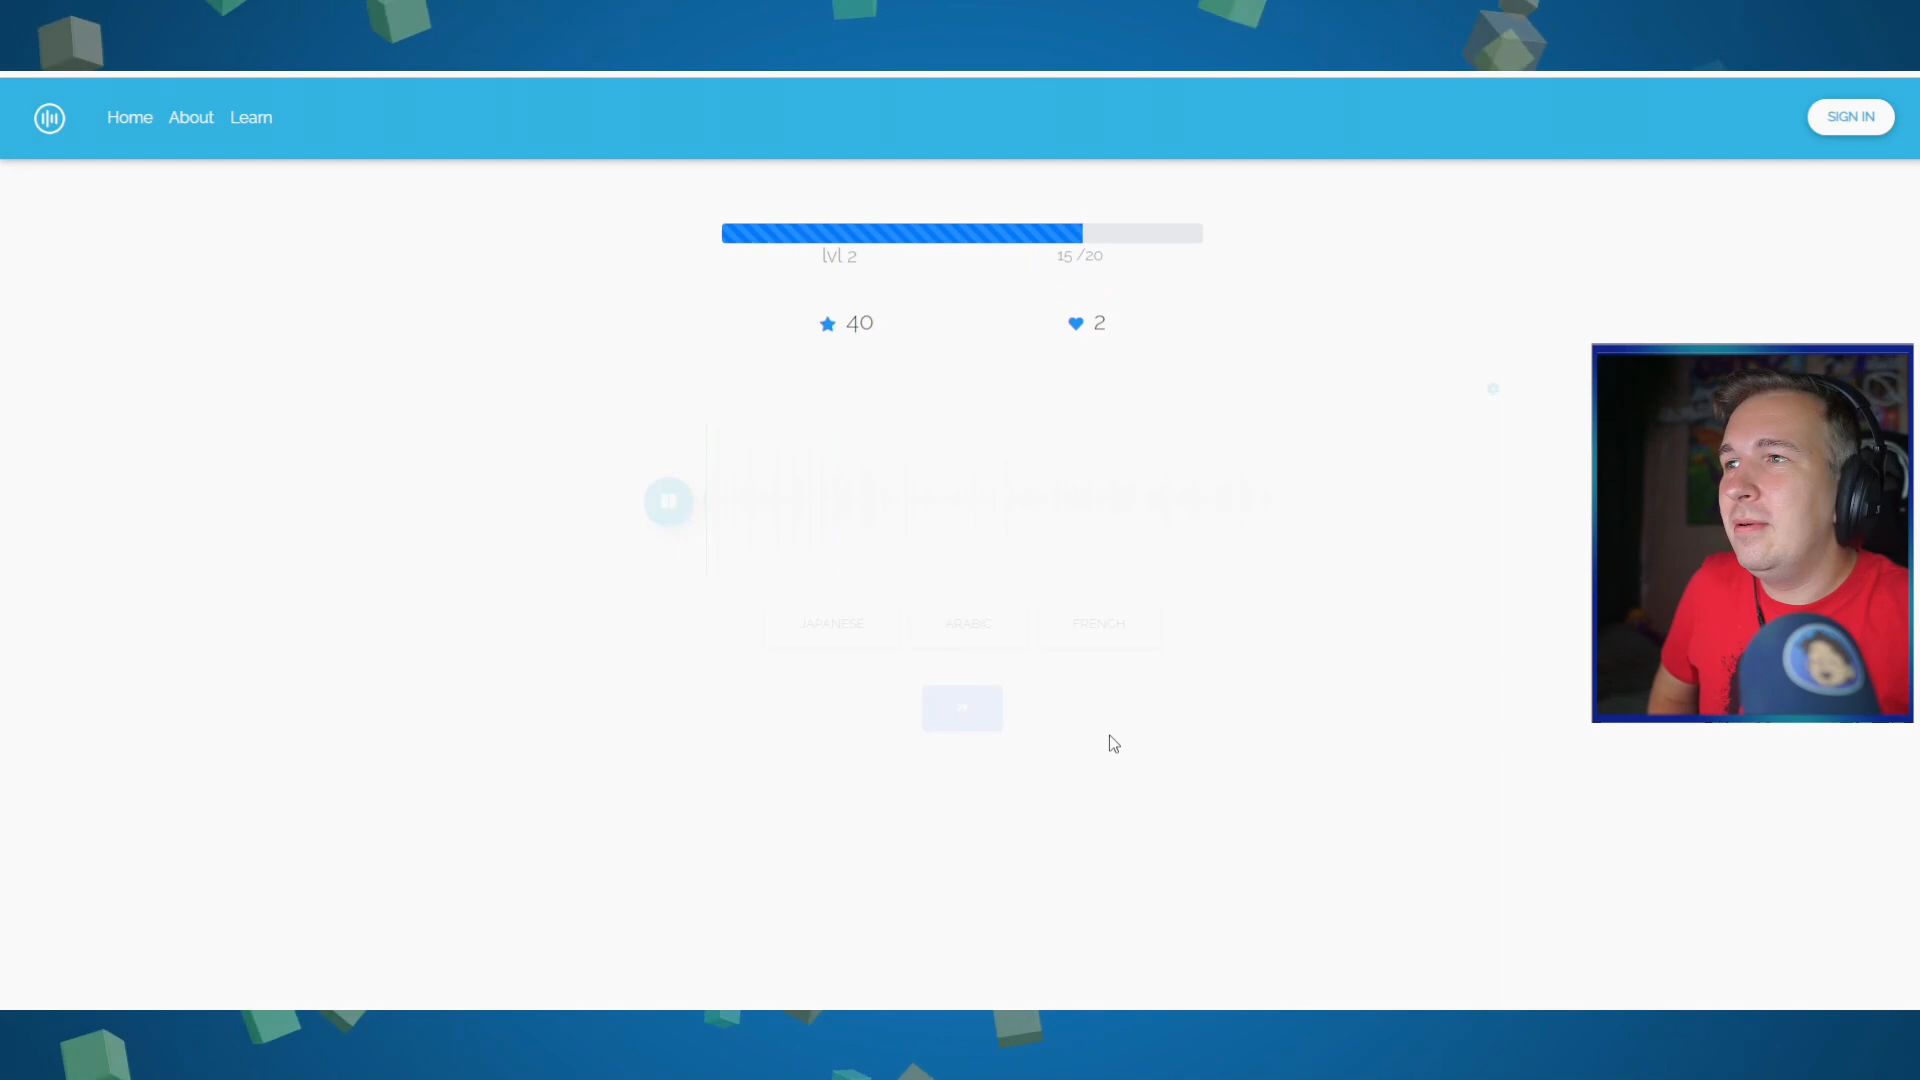 Home About Learn
SIGN IN
lvl 2 15 /20
40 2
JAPANESE ARABIC FRENCH